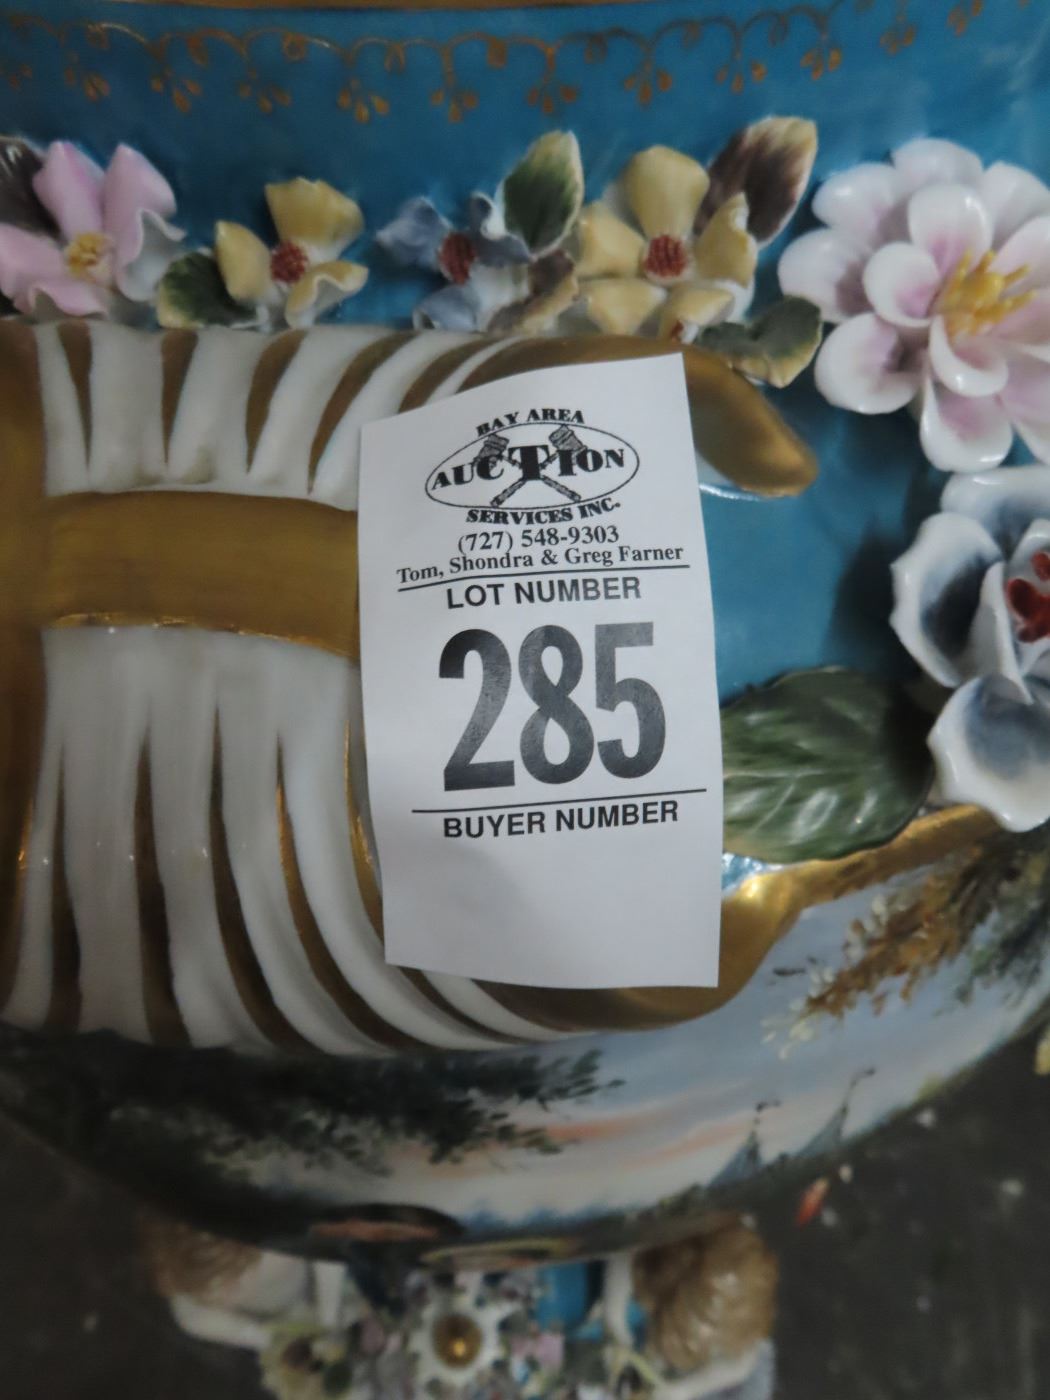 BAY AREA
AUCTION
SERVICES INC.
(727) 548-9303
Tom, Shondra & Greg Farner
LOT NUMBER
285
BUYER NUMBER